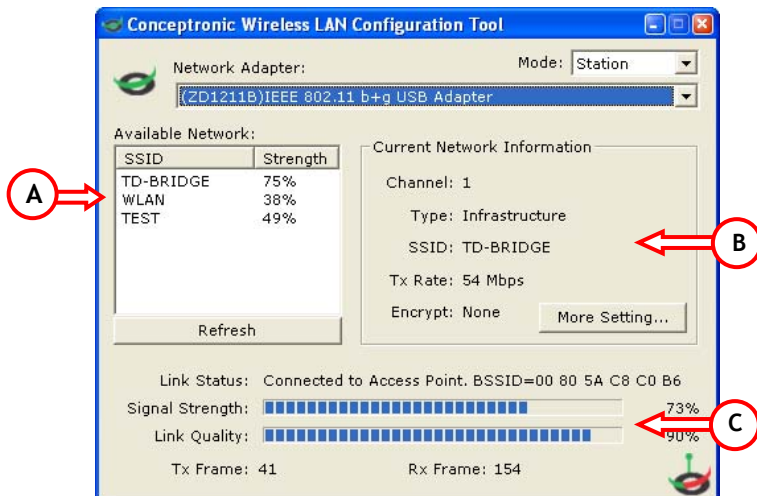 Conceptronic Wireless LAN Configuration Tool
Network Adapter:
Mode: Station
(ZD1211B)IEEE 802.11 b+g USB Adapter
Available Network:
SSID Strength
TD-BRIDGE 75%
WLAN 38%
TEST 49%
Refresh
Current Network Information
Channel: 1
Type: Infrastructure
SSID: TD-BRIDGE
Tx Rate: 54 Mbps
Encrypt: None
More Setting...
A
B
Link Status: Connected to Access Point. BSSID=00 80 5A C8 C0 B6
Signal Strength: 73%
Link Quality: 90%
C
Tx Frame: 41 Rx Frame: 154